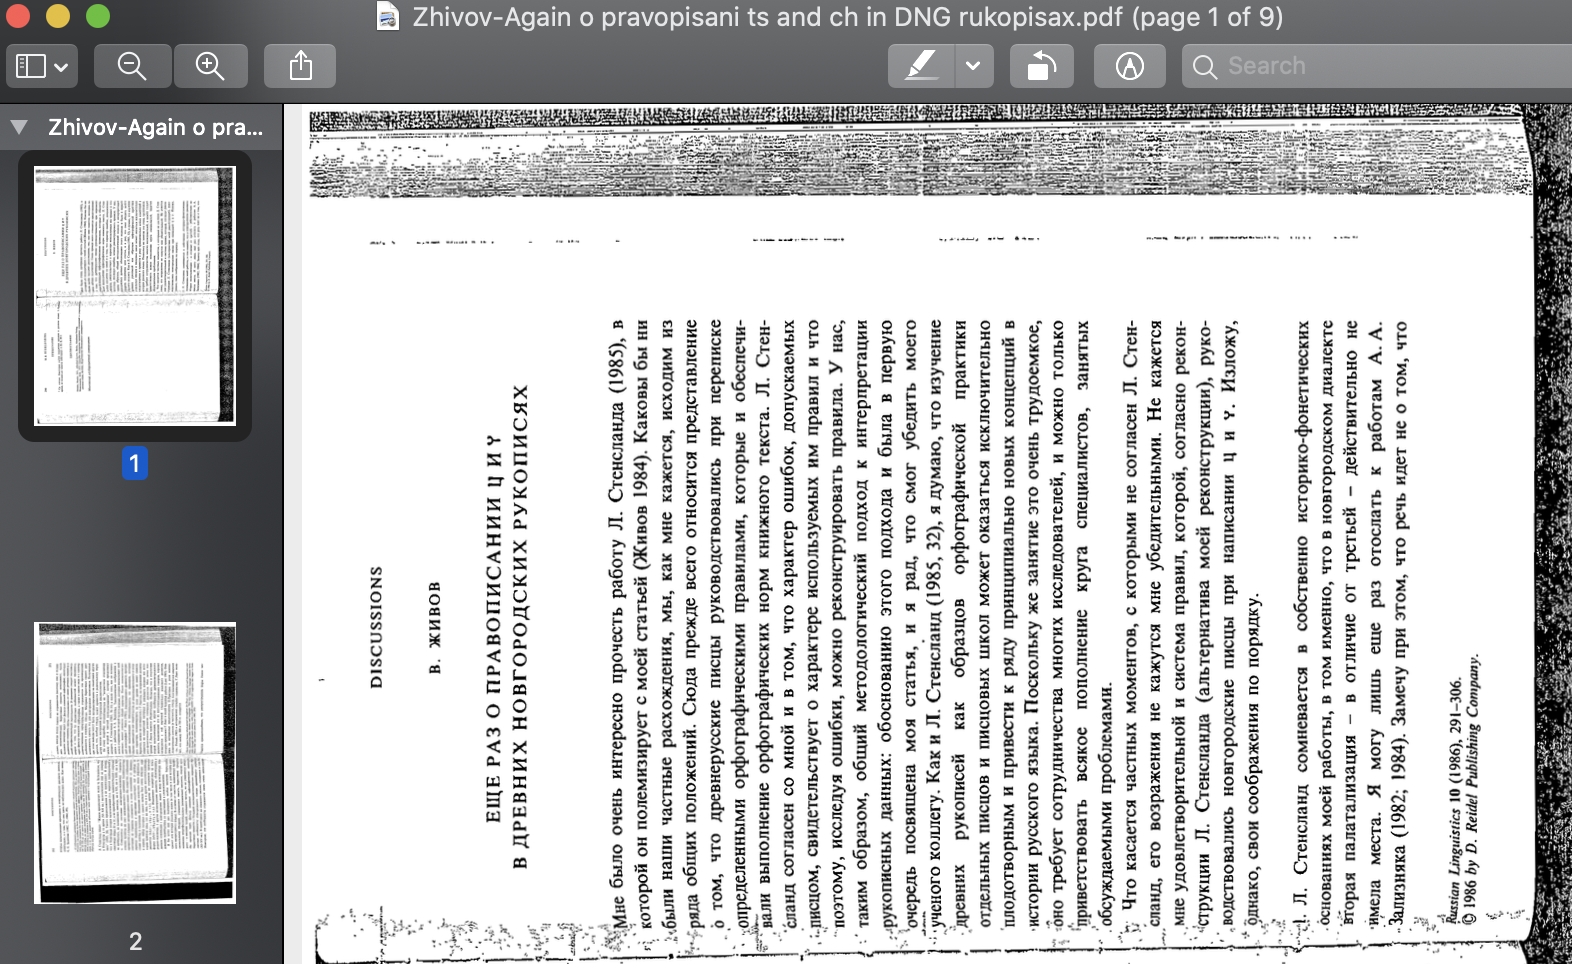 Zhivov-Again o pravopisani ts and ch in DNG rukopisax.pdf (page 1 of 9)
Search
Zhivov-Again o pra...
1
2
DISCUSSIONS
В. ЖИВОВ
ЕЩЕ РАЗ О ПРАВОПИСАНИИ Ц И Ч
В ДРЕВНИХ НОВГОРОДСКИХ РУКОПИСЯХ
Мне было очень интересно прочесть работу Л. Стенсланда (1985), в
которой он полемизирует с моей статьей (Живов 1984). Каковы бы ни
были наши частные расхождения, мы, как мне кажется, исходим из
ряда общих положений. Сюда прежде всего относится представление
о том, что древнерусские писцы руководствовались при переписке
определенными орфографическими правилами, которые и обеспечи-
вали выполнение орфографических норм книжного текста. Л. Стен-
сланд согласен со мной и в том, что характер ошибок, допускаемых
писцом, свидетельствует о характере используемых им правил и что
поэтому, исследуя ошибки, можно реконструировать правила. У нас,
таким образом, общий методологический подход к интерпретации
рукописных данных: обоснованию этого подхода и была в первую
очередь посвящена моя статья, и я рад, что смог убедить моего
ученого коллегу. Как и Л. Стенсланд (1985, 32), я думаю, что изучение
древних рукописей как образцов орфографической практики
отдельных писцов и писцовых школ может оказаться исключительно
плодотворным и привести к ряду принципиально новых концепций в
истории русского языка. Поскольку же занятие это очень трудоемкое,
оно требует сотрудничества многих исследователей, и можно только
приветствовать всякое пополнение круга специалистов, занятых
обсуждаемыми проблемами.
Что касается частных моментов, с которыми не согласен Л. Стен-
сланд, его возражения не кажутся мне убедительными. Не кажется
мне удовлетворительной и система правил, которой, согласно рекон-
струкции Л. Стенсланда (альтернатива моей реконструкции), руко-
водствовались новгородские писцы при написании ц и ч. Изложу,
однако, свои соображения по порядку.
1. Л. Стенсланд сомневается в собственно историко-фонетических
основаниях моей работы, в том именно, что в новгородском диалекте
вторая палатализация – в отличие от третьей – действительно не
имела места. Я могу лишь еще раз отослать к работам А. А.
Зализняка (1982; 1984). Замечу при этом, что речь идет не о том, что
Russian Linguistics 10 (1986), 291–306.
© 1986 by D. Reidel Publishing Company.